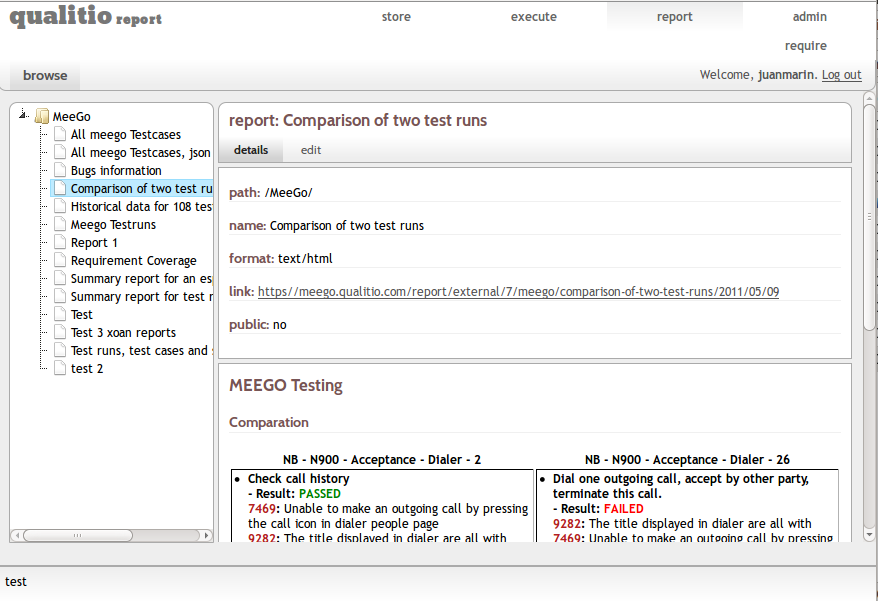 qualitio report
store
execute
report
admin
require
browse
Welcome, juanmarin. Log out
MeeGo
All meego Testcases
All meego Testcases, json
Bugs information
Comparison of two test ru
Historical data for 108 tes
Meego Testruns
Report 1
Requirement Coverage
Summary report for an es
Summary report for test r
Test
Test 3 xoan reports
Test runs, test cases and
test 2
report: Comparison of two test runs
details
edit
path: /MeeGo/
name: Comparison of two test runs
format: text/html
link: https//meego.qualitio.com/report/external/7/meego/comparison-of-two-test-runs/2011/05/09
public: no
MEEGO Testing
Comparation
NB - N900 - Acceptance - Dialer - 2
• Check call history
- Result: PASSED
7469: Unable to make an outgoing call by pressing
the call icon in dialer people page
9282: The title displayed in dialer are all with
NB - N900 - Acceptance - Dialer - 26
• Dial one outgoing call, accept by other party,
terminate this call.
- Result: FAILED
9282: The title displayed in dialer are all with
7469: Unable to make an outgoing call by pressing
test